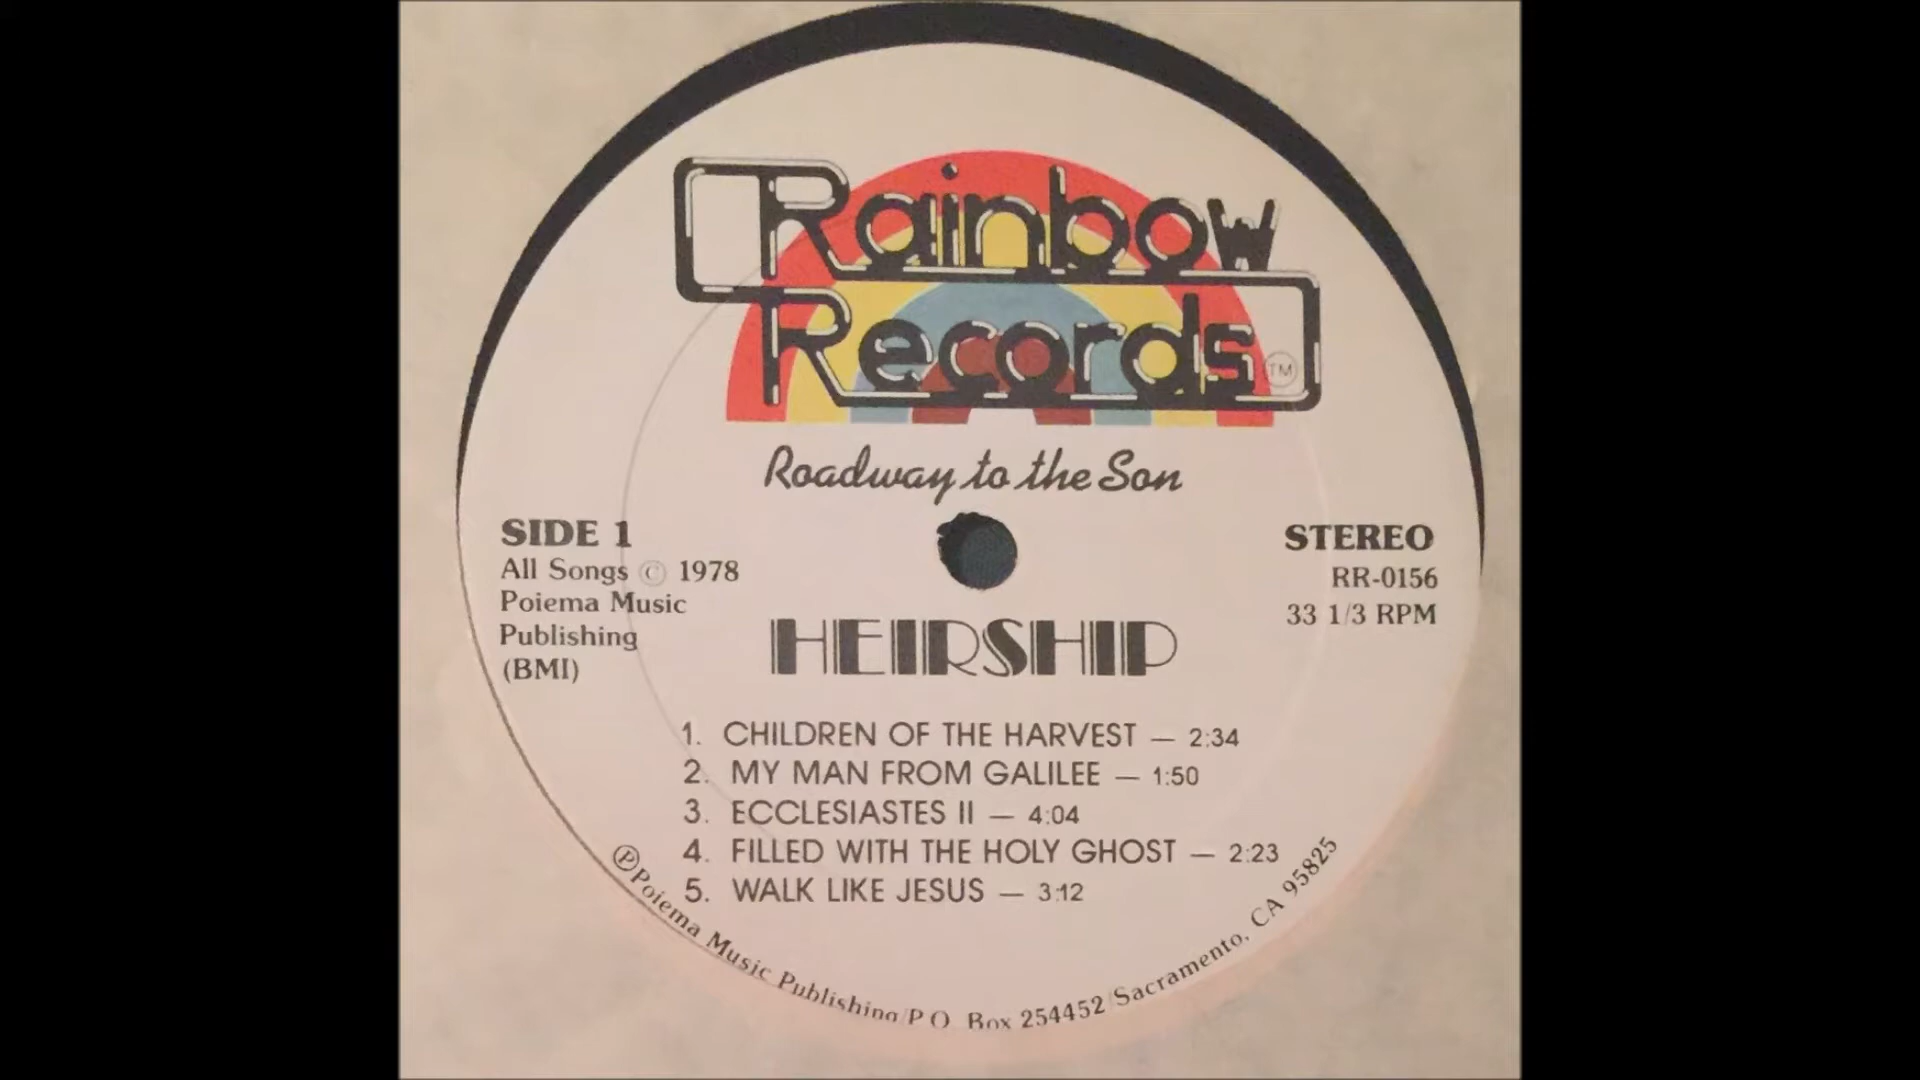 Rainbow
Records
TM
Roadway to the Son
SIDE 1
All Songs © 1978
Poiema Music
Publishing
(BMI)
STEREO
RR-0156
33 1/3 RPM
HEIRSHIP
1. CHILDREN OF THE HARVEST — 2:34
2. MY MAN FROM GALILEE — 1:50
3. ECCLESIASTES II — 4:04
4. FILLED WITH THE HOLY GHOST — 2:23
5. WALK LIKE JESUS — 3:12
℗Poiema Music Publishing/P.O. Box 254452/Sacramento, CA 95825